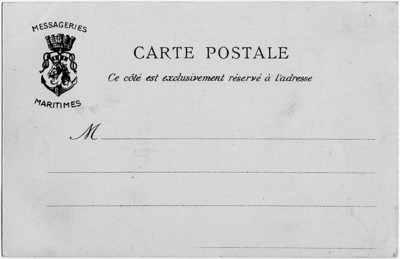 MESSAGERIES
MARITIMES
CARTE POSTALE
Ce côté est exclusivement réservé à l'adresse
M